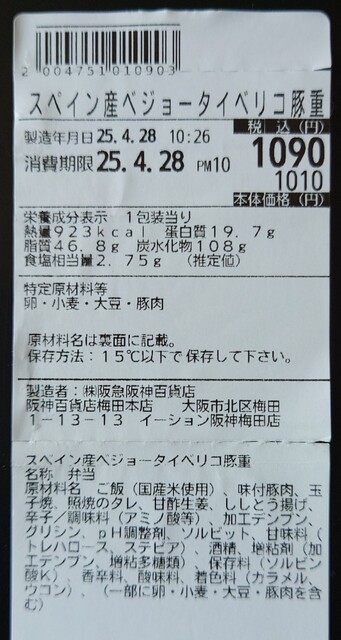 2 004751 010903
スペイン産ベジョータイベリコ豚重
製造年月日 25.4.28 10:26
税込(円)
消費期限 25.4.28 PM10
1090
1010
本体価格(円)
栄養成分表示 1包装当り
熱量923kcal 蛋白質19.7g
脂質46.8g 炭水化物108g
食塩相当量2.75g (推定値)
特定原材料等
卵・小麦・大豆・豚肉
原材料名は裏面に記載。
保存方法:15℃以下で保存して下さい。
製造者:㈱阪急阪神百貨店
阪神百貨店梅田本店 大阪市北区梅田
1-13-13 イーション阪神梅田店
スペイン産ベジョータイベリコ豚重
名称 弁当
原材料名 ご飯(国産米使用)、味付豚肉、玉
子焼、照焼のタレ、甘酢生姜、ししとう揚げ、
辛子、調味料(アミノ酸等)、加工デンプン、
グリシン、pH調整剤、ソルビット、甘味料(
トレハロース、ステビア)、酒精、増粘剤(加
工デンプン、増粘多糖類)、保存料(ソルビン
酸K)、香辛料、酸味料、着色料(カラメル、
ウコン)、(一部に卵・小麦・大豆・豚肉を含
む)